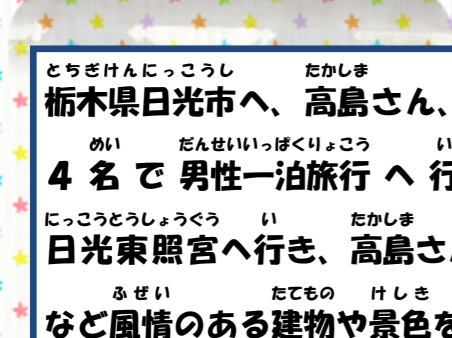 とちぎけんにっこうし たかしま
栃木県日光市へ、高島さん、
めい だんせいいっぱくりょこう い
4名で男性一泊旅行へ行
にっこうとうしょうぐう い たかしま
日光東照宮へ行き、高島さ
ふぜい たてもの けしき
など風情のある建物や景色を